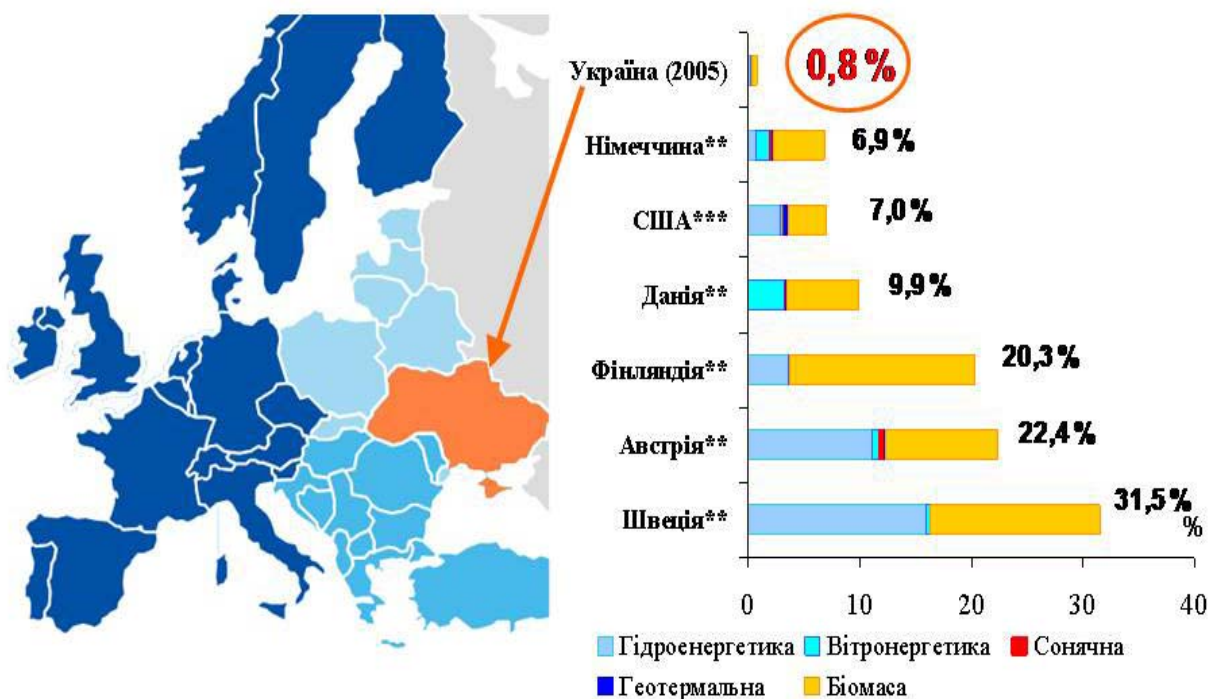 Україна (2005)
0,8%
Німеччина**
6,9%
США***
7,0%
Данія**
9,9%
Фінляндія**
20,3%
Австрія**
22,4%
Швеція**
31,5%
%
0 10 20 30 40
Гідроенергетика Вітронергетика Сонячна
Геотермальна Біомаса